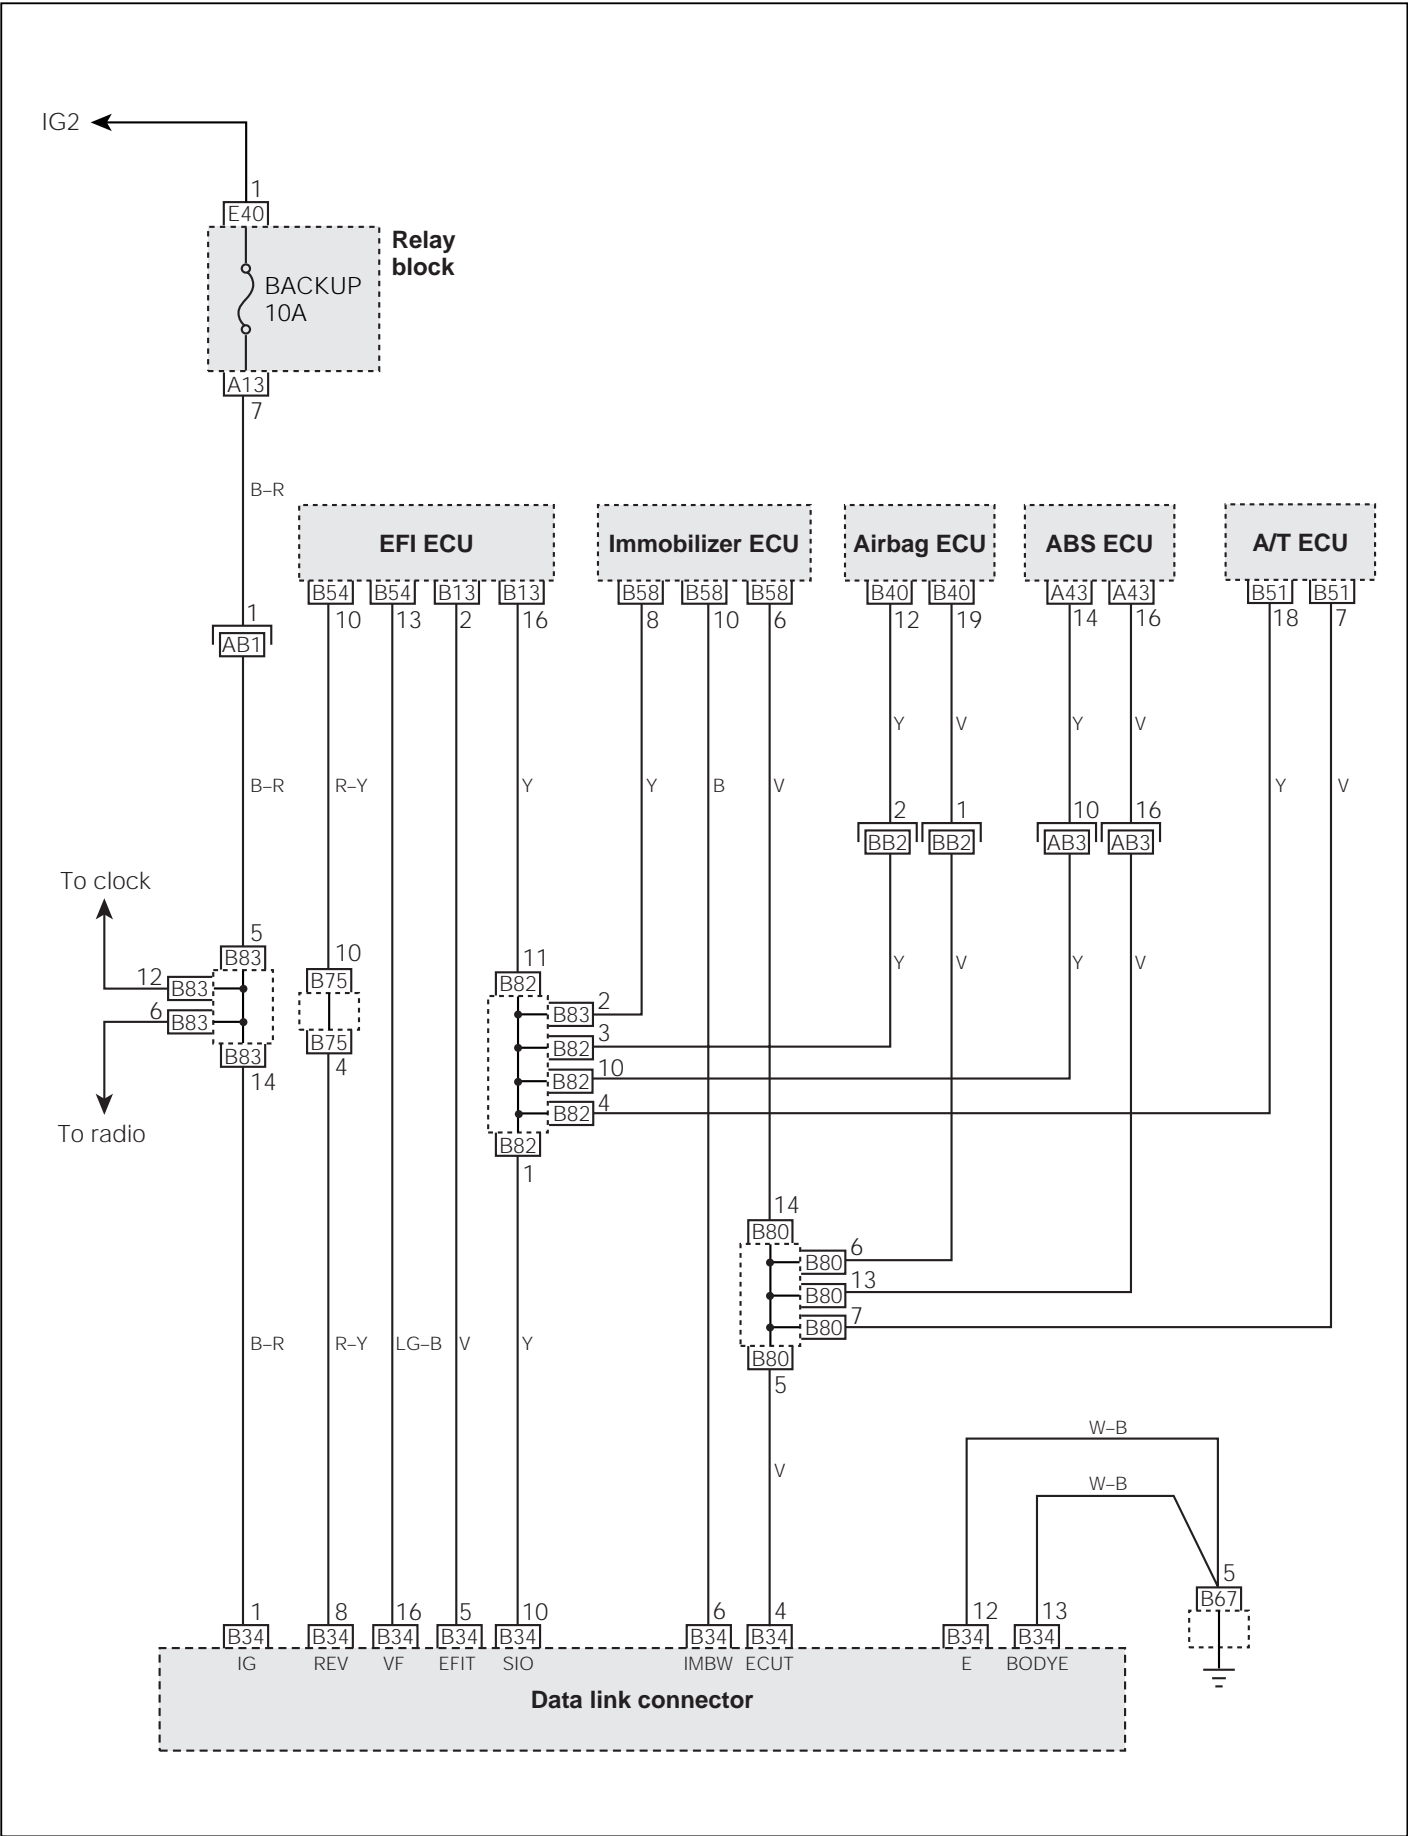 IG2
1
E40
Relay
block
BACKUP
10A
A13
7
B–R
EFI ECU
Immobilizer ECU
Airbag ECU
ABS ECU
A/T ECU
B54 B54 B13 B13 B58 B58 B58 B40 B40 A43 A43 B51 B51
10 13 2 16 8 10 6 12 19 14 16 18 7
1
AB1
Y V Y V
B–R R–Y Y Y B V Y V
2 1 10 16
BB2 BB2 AB3 AB3
To clock
5 10 11
B83 B75 B82
Y V Y V
12 B83
6 B83
B83 2
B82 3
B82 10
B82 4
B83 B75 B82
14 4 1
To radio
14
B80
B80 6
B80 13
B80 7
B80
5
B–R R–Y LG–B V Y
W–B
V
W–B
5
B67
1 8 16 5 10 6 4 12 13
B34 B34 B34 B34 B34 B34 B34 B34 B34
IG REV VF EFIT SIO IMBW ECUT E BODYE
Data link connector